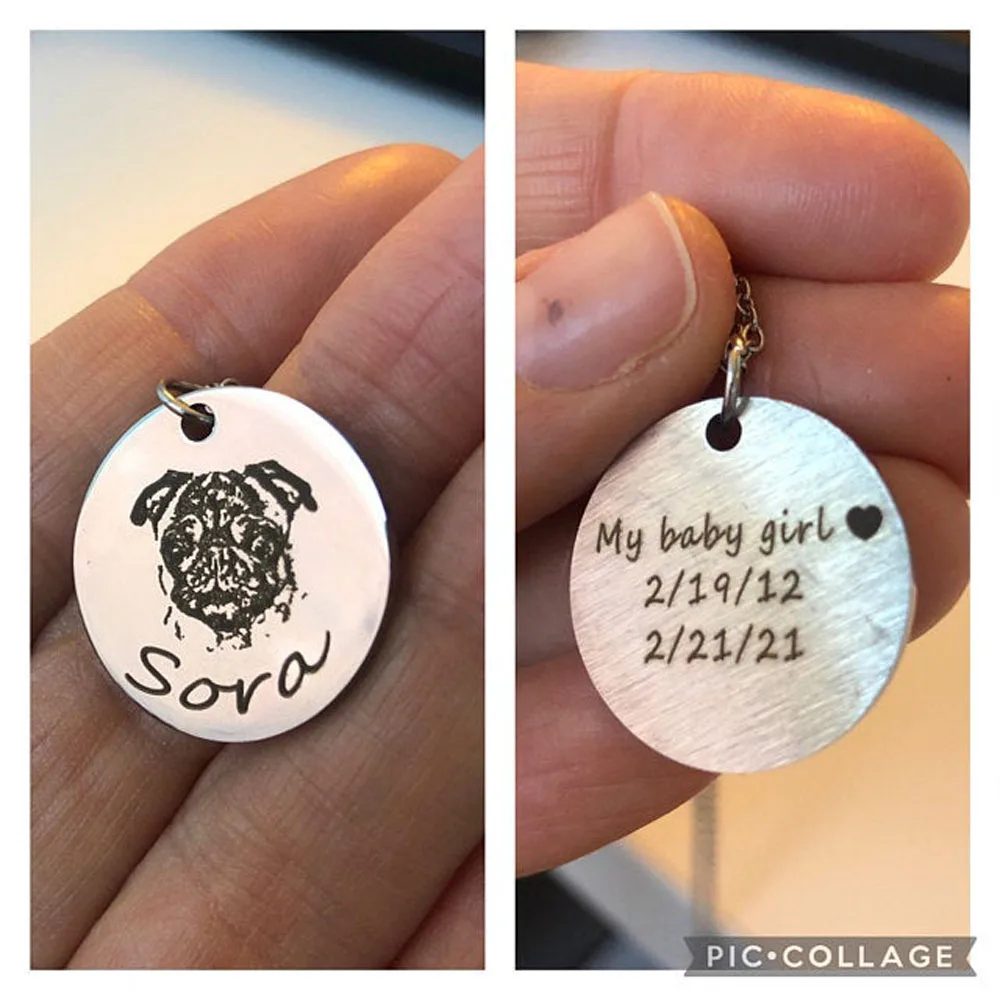 Sora
My baby girl ♥
2/19/12
2/21/21
PIC•COLLAGE